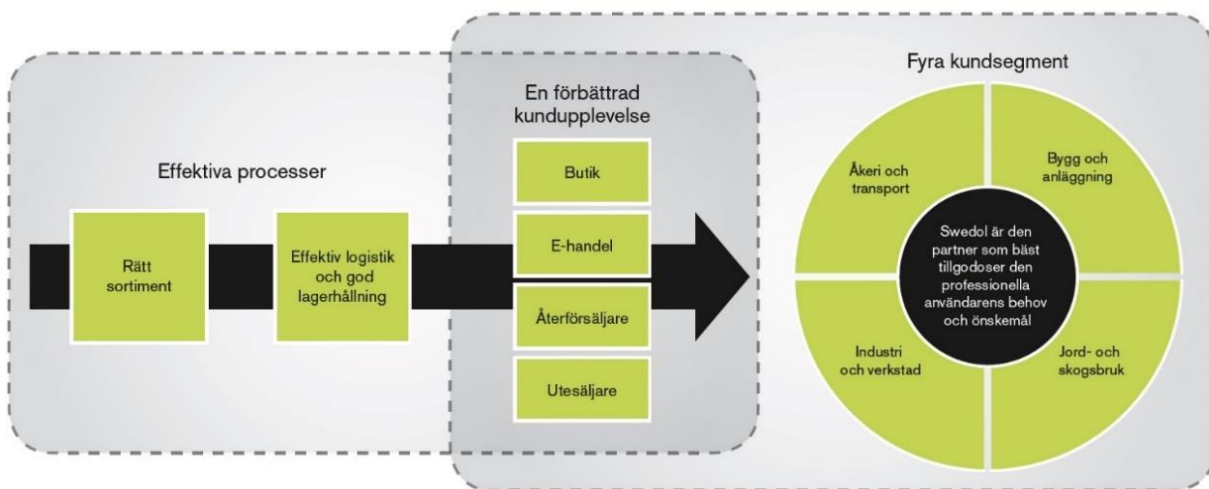 Effektiva processer
Rätt
sortiment
Effektiv logistik
och god
lagerhållning
En förbättrad
kundupplevelse
Butik
E-handel
Återförsäljare
Utesäljare
Fyra kundsegment
Åkeri och
transport
Bygg och
anläggning
Swedol är den
partner som bäst
tillgodoser den
professionella
användarens behov
och önskemål
Industri
och verkstad
Jord- och
skogsbruk